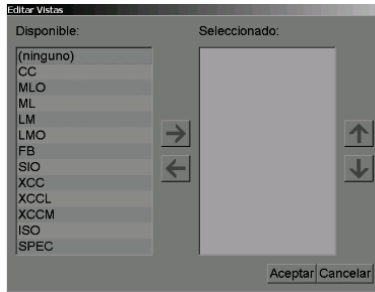 Editar Vistas
Disponible:
Seleccionado:
(ninguno)
CC
MLO
ML
LM
LMO
FB
SIO
XCC
XCCL
XCCM
ISO
SPEC
Aceptar
Cancelar